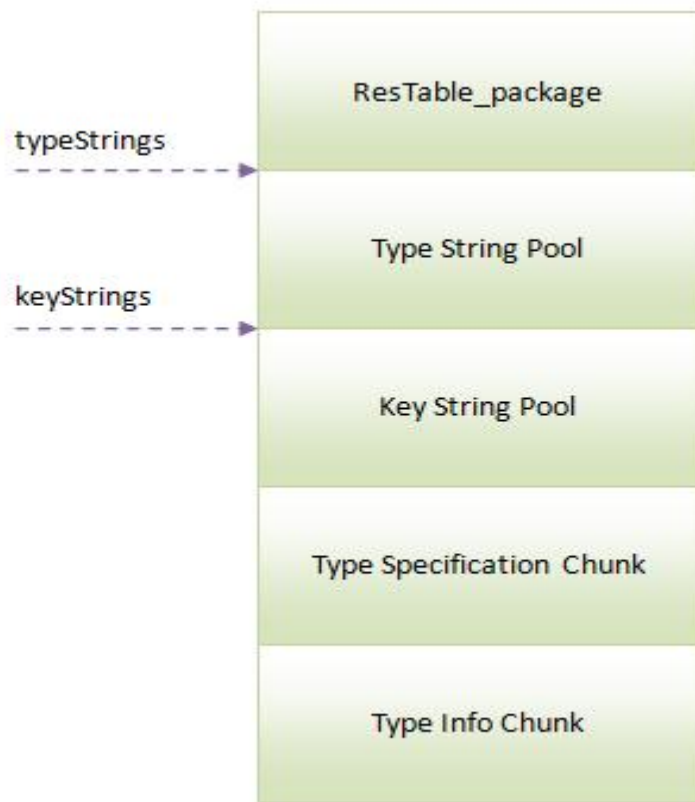 ResTable_package
typeStrings
Type String Pool
keyStrings
Key String Pool
Type Specification Chunk
Type Info Chunk